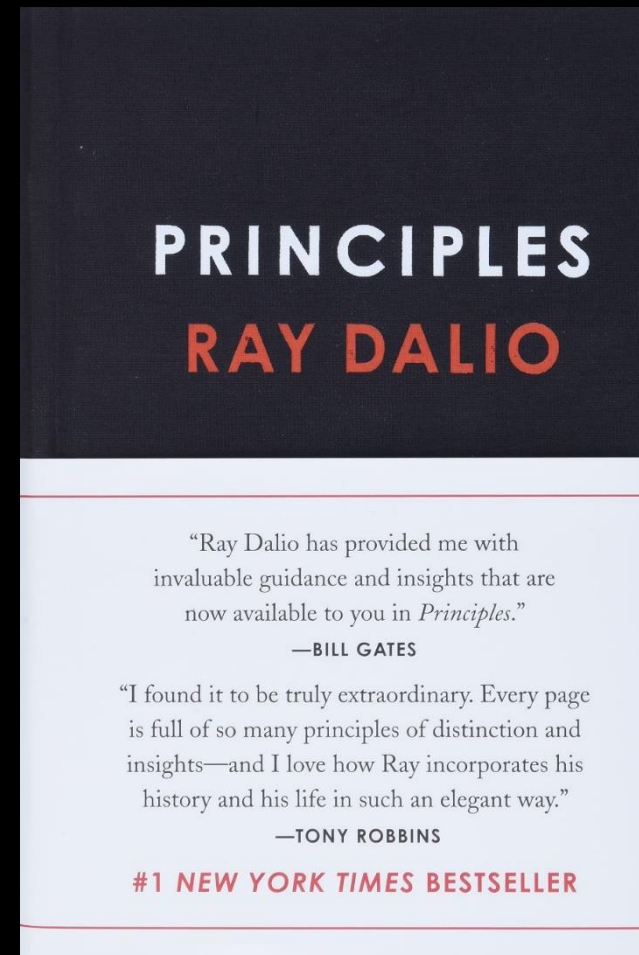 PRINCIPLES
RAY DALIO
“Ray Dalio has provided me with
invaluable guidance and insights that are
now available to you in Principles.”
—BILL GATES
“I found it to be truly extraordinary. Every page
is full of so many principles of distinction and
insights—and I love how Ray incorporates his
history and his life in such an elegant way.”
—TONY ROBBINS
#1 NEW YORK TIMES BESTSELLER